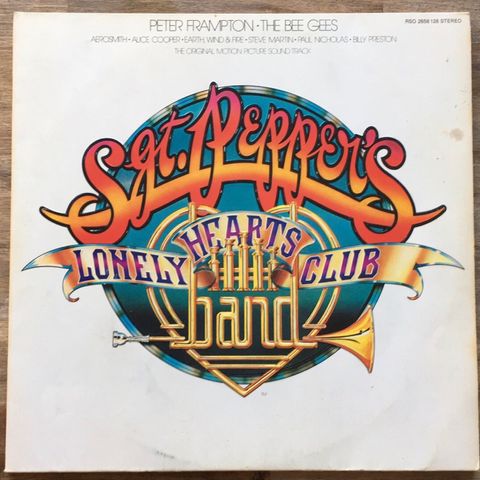 PETER FRAMPTON · THE BEE GEES
RSO 2658 128 STEREO
AEROSMITH · ALICE COOPER · EARTH, WIND & FIRE · STEVE MARTIN · PAUL NICHOLAS · BILLY PRESTON
THE ORIGINAL MOTION PICTURE SOUND TRACK
Sgt. Pepper's
LONELY HEARTS CLUB
band